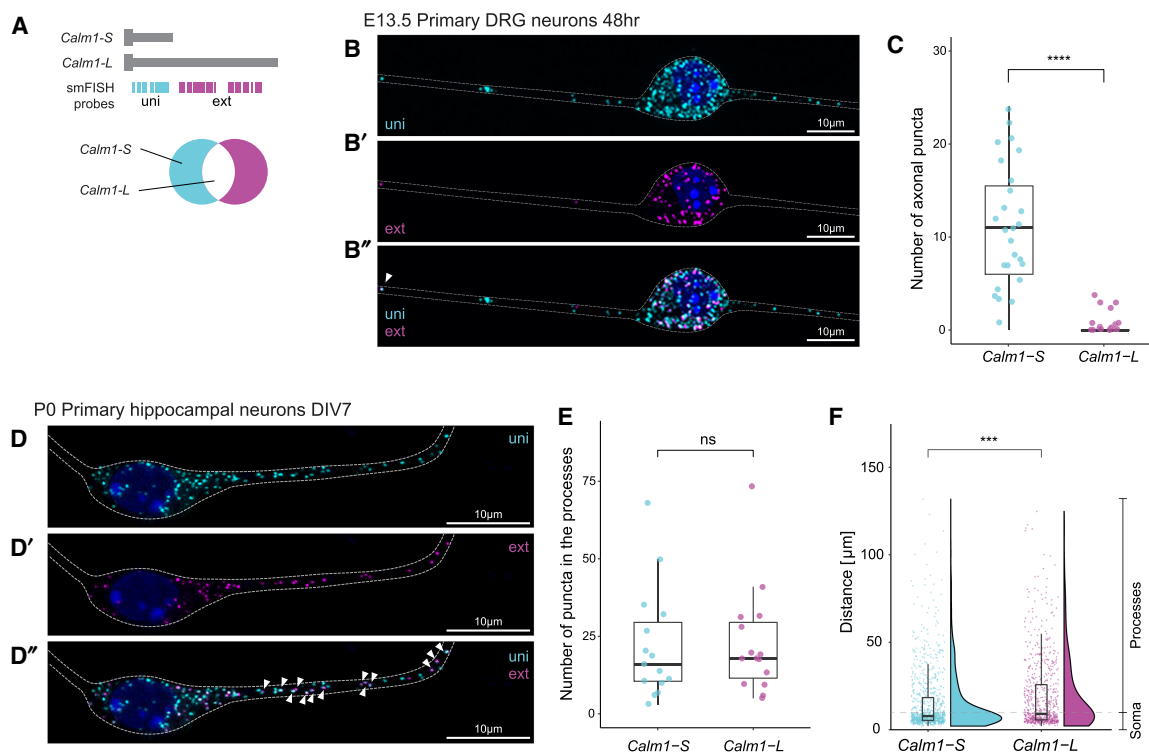 A
Calm1-S
Calm1-L
smFISH
probes
uni
ext
Calm1-S
Calm1-L
E13.5 Primary DRG neurons 48hr
B
uni
10µm
B′
ext
10µm
B″
uni
ext
10µm
C
Number of axonal puncta
30
20
10
0
****
Calm1−S
Calm1−L
P0 Primary hippocampal neurons DIV7
D
uni
10µm
D′
ext
10µm
D″
uni
ext
10µm
E
Number of puncta in the processes
75
50
25
0
ns
Calm1−S
Calm1−L
F
Distance [µm]
150
100
50
0
***
Processes
Soma
Calm1−S
Calm1−L